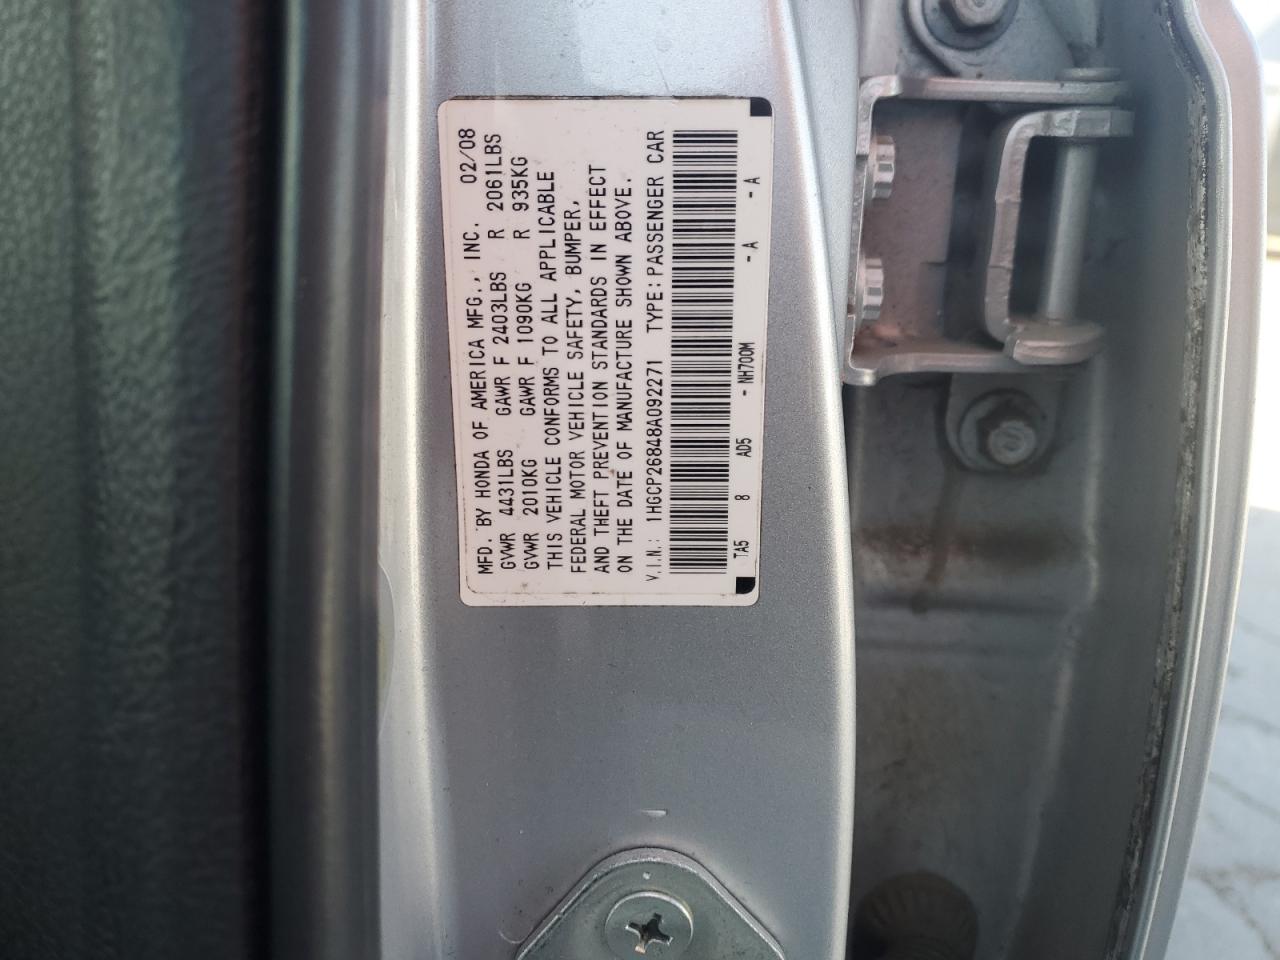 MFD. BY HONDA OF AMERICA MFG., INC. 02/08
GVWR 4431LBS GAWR F 2403LBS R 2061LBS
GVWR 2010KG GAWR F 1090KG R 935KG
THIS VEHICLE CONFORMS TO ALL APPLICABLE
FEDERAL MOTOR VEHICLE SAFETY, BUMPER,
AND THEFT PREVENTION STANDARDS IN EFFECT
ON THE DATE OF MANUFACTURE SHOWN ABOVE.
V.I.N.: 1HGCP26848A092271 TYPE: PASSENGER CAR
TA5 8 AD5 - NH700M - A - A